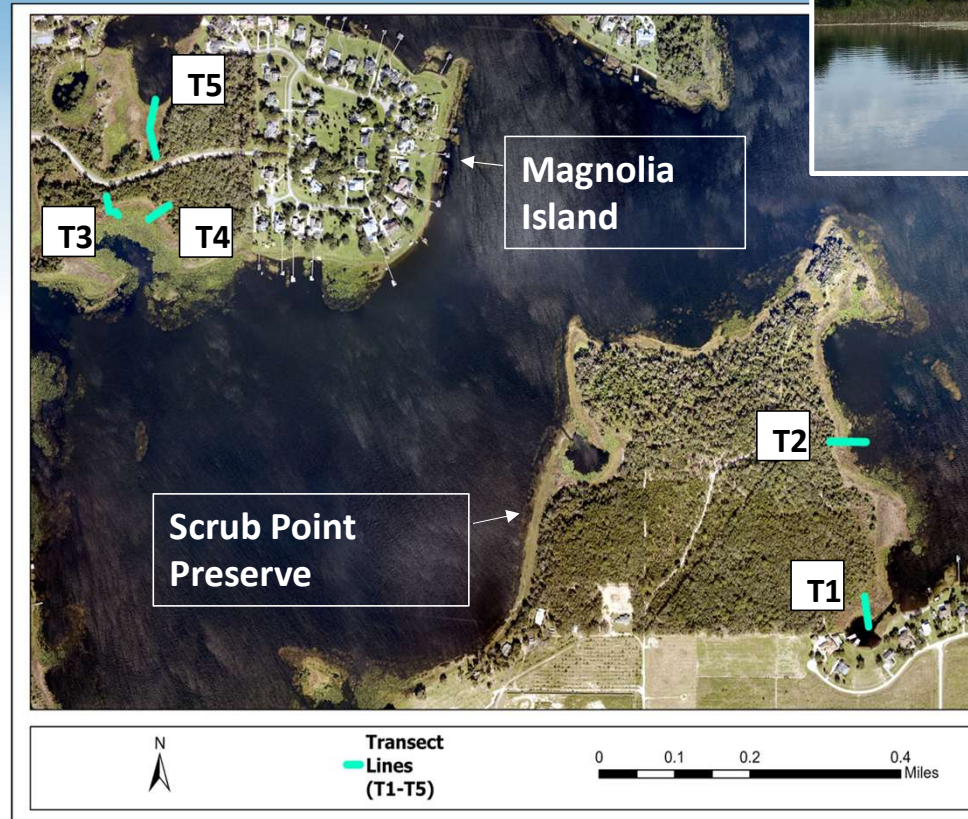 T5
Magnolia
Island
T3
T4
T2
Scrub Point
Preserve
T1
N
Transect
Lines
(T1-T5)
0 0.1 0.2 0.4
Miles